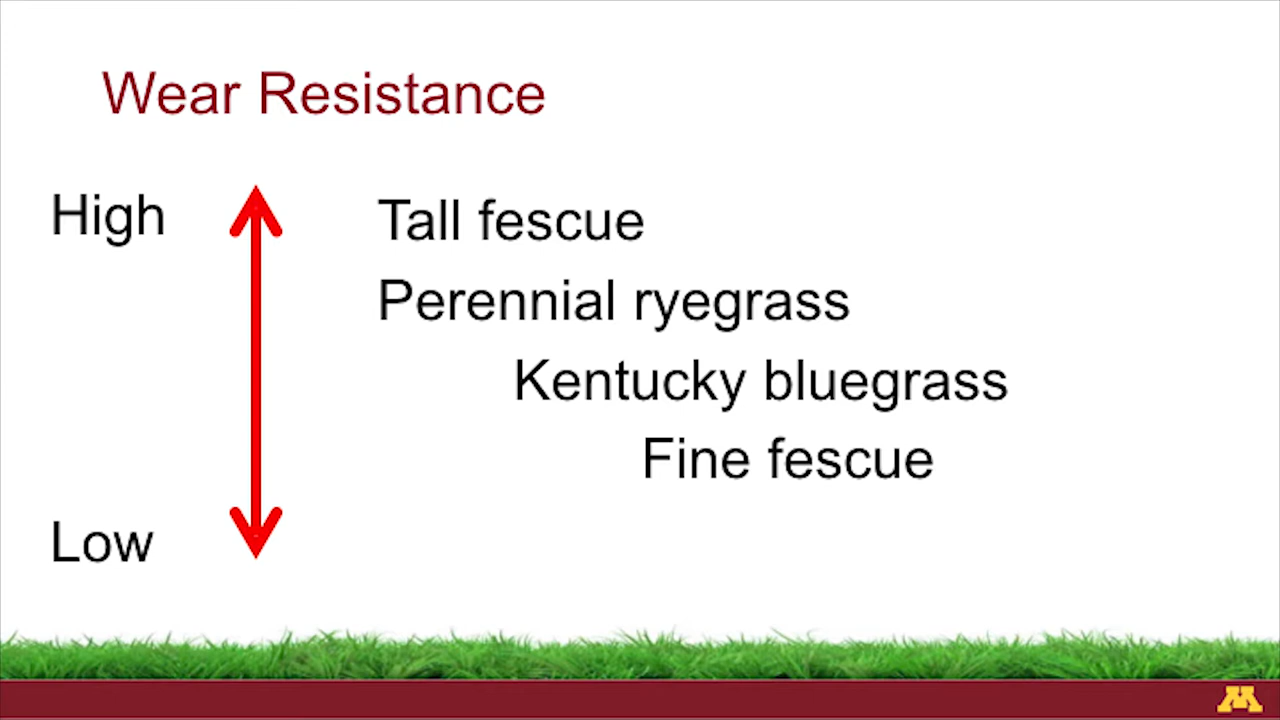 Wear Resistance
High
Tall fescue
Perennial ryegrass
Kentucky bluegrass
Fine fescue
Low
M